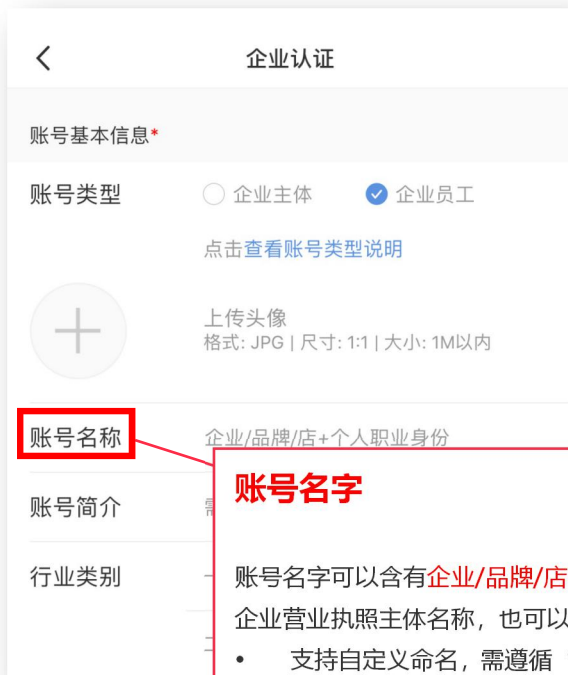 企业认证
账号基本信息*
账号类型 企业主体 企业员工
点击查看账号类型说明
上传头像
格式: JPG | 尺寸: 1:1 | 大小: 1M以内
账号名称 企业/品牌/店+个人职业身份
账号简介
行业类别
账号名字
账号名字可以含有企业/品牌/店
企业营业执照主体名称，也可以
• 支持自定义命名，需遵循